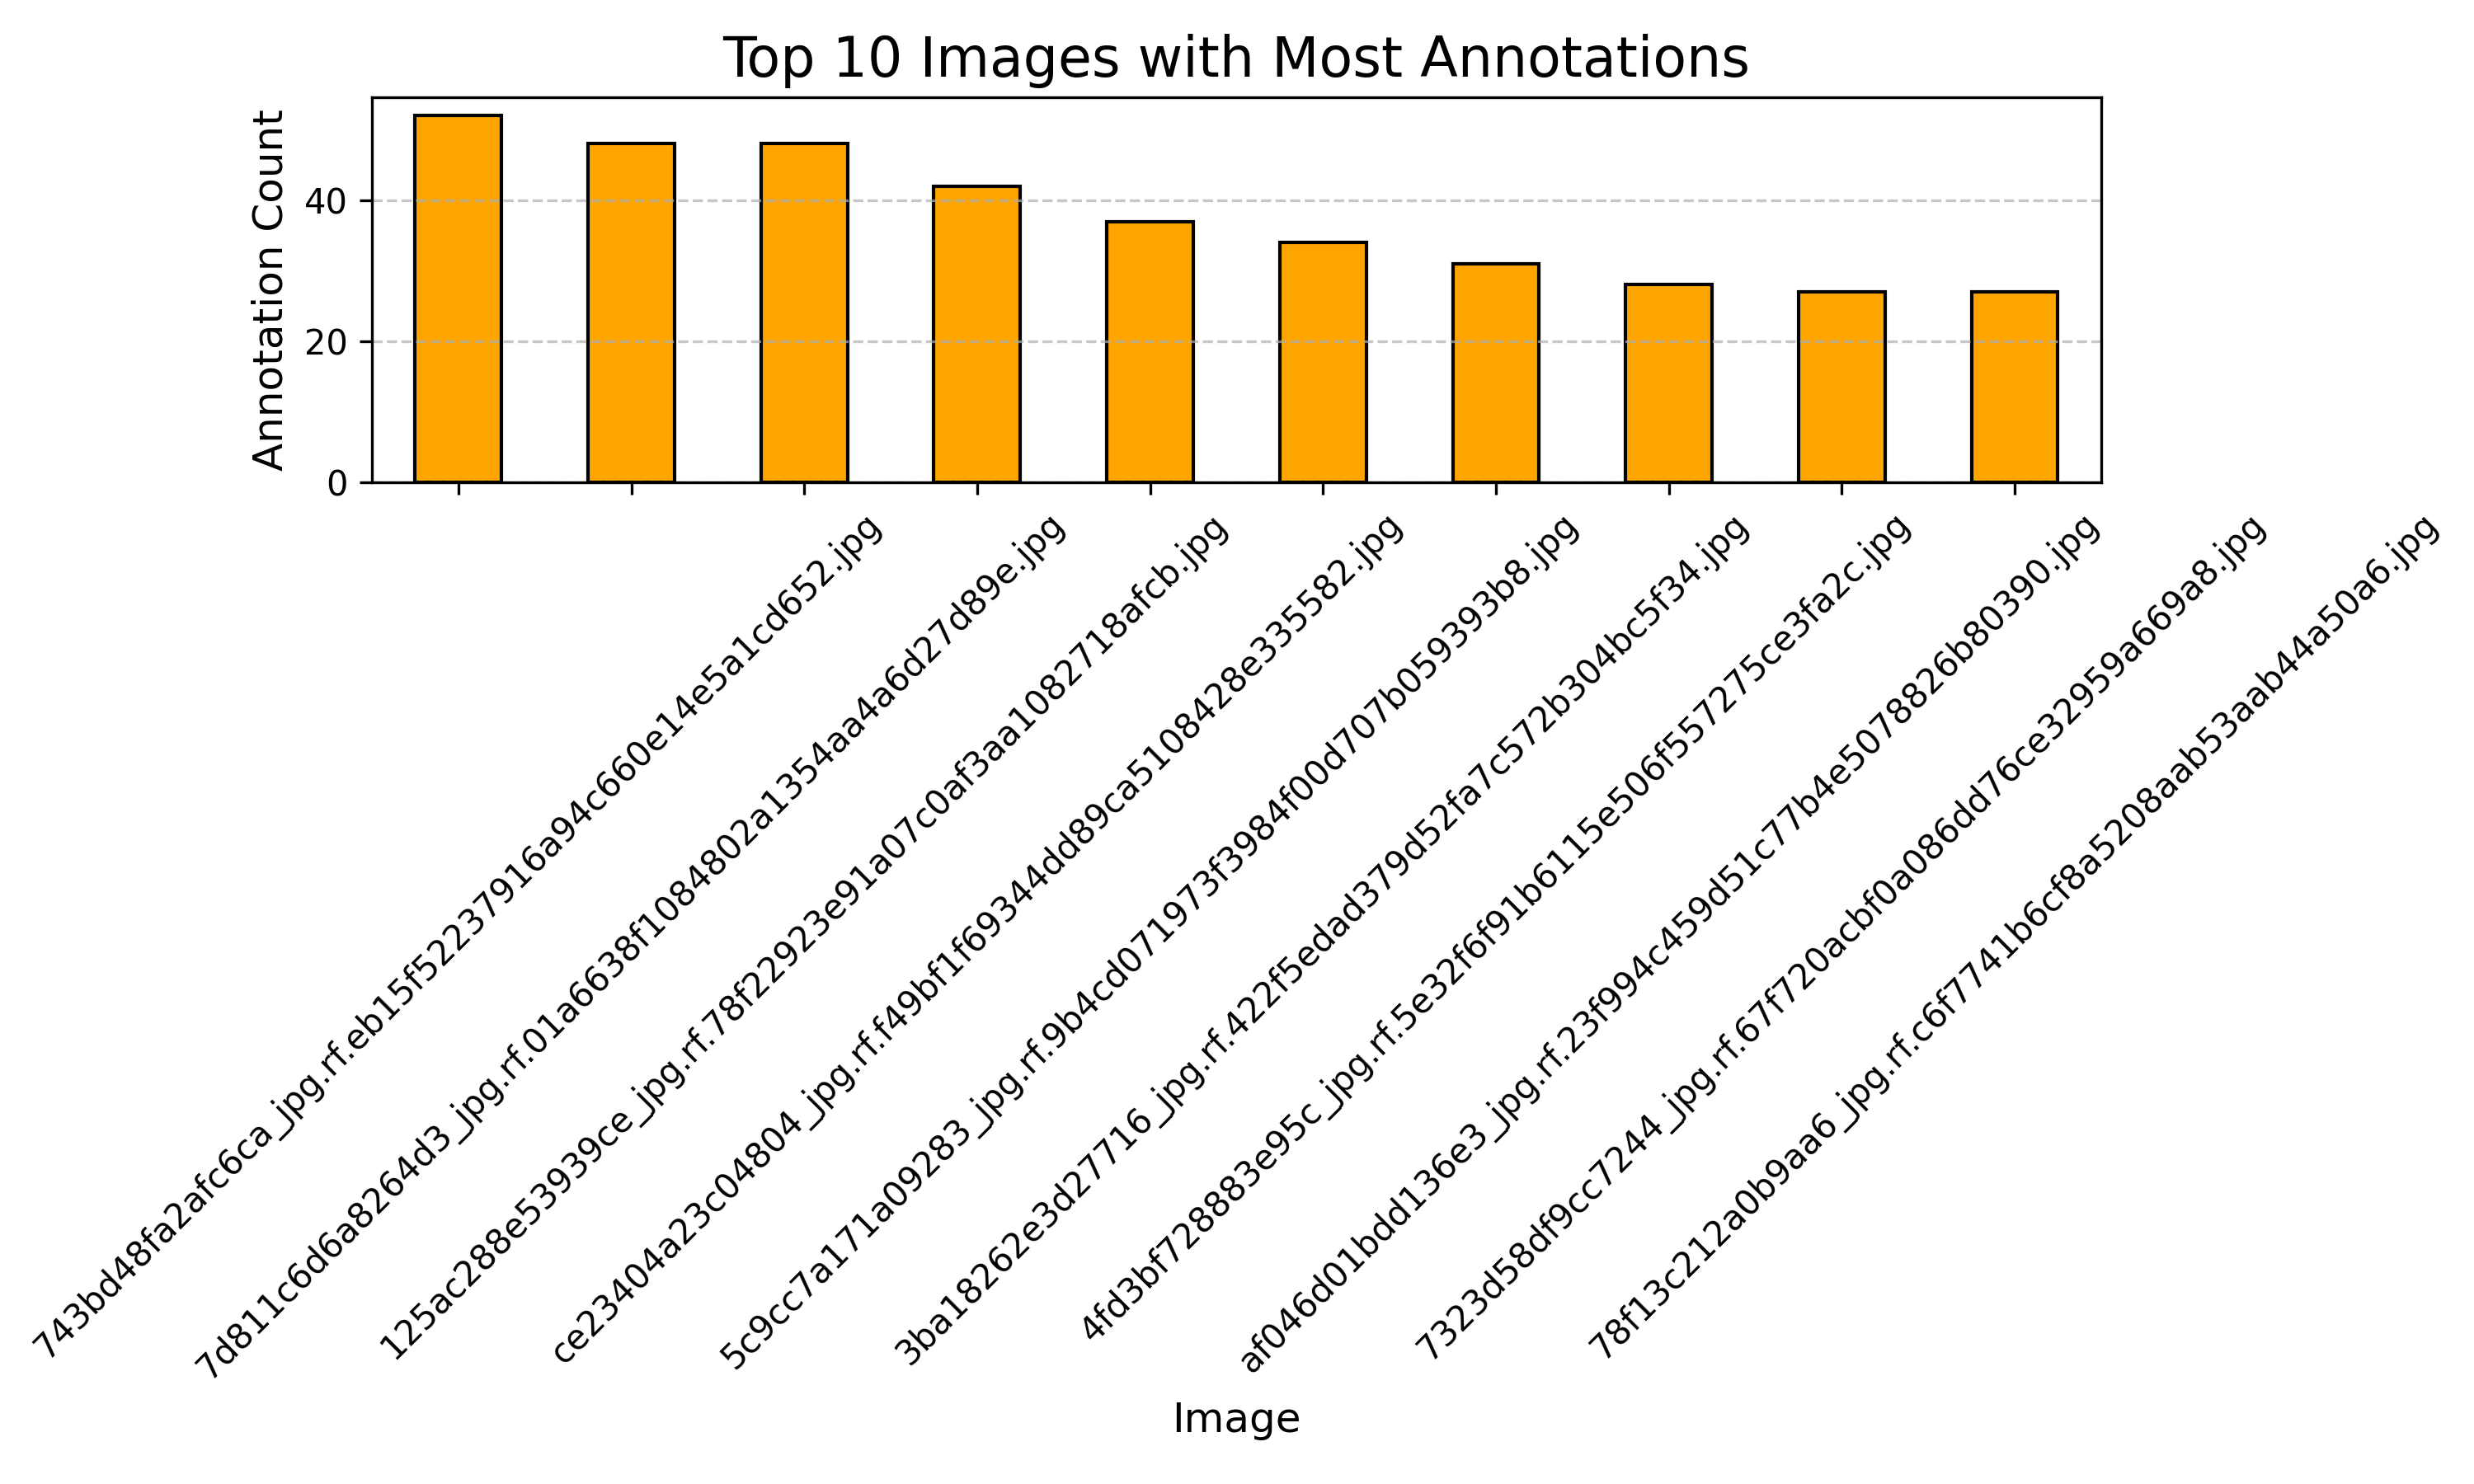 Top 10 Images with Most Annotations
Annotation Count
40
20
0
743bd48fa2afc6ca_jpg.rf.eb15f52237916a94c660e14e5a1cd652.jpg
7d811c6d6a8264d3_jpg.rf.01a6638f1084802a1354aa4a6d27d89e.jpg
125ac288e53939ce_jpg.rf.78f22923e91a07c0af3aa1082718afcb.jpg
ce23404a23c04804_jpg.rf.f49bf1f69344dd89ca5108428e335582.jpg
5c9cc7a171a09283_jpg.rf.9b4cd071973f3984f00d707b059393b8.jpg
3ba18262e3d27716_jpg.rf.422f5edad379d52fa7c572b304bc5f34.jpg
4fd3bf728883e95c_jpg.rf.5e32f6f91b6115e506f557275ce3fa2c.jpg
af046d01bdd136e3_jpg.rf.23f994c459d51c77b4e5078826b80390.jpg
7323d58df9cc7244_jpg.rf.67f720acbf0a086dd76ce32959a669a8.jpg
78f13c212a0b9aa6_jpg.rf.c6f7741b6cf8a5208aab53aab44a50a6.jpg
Image